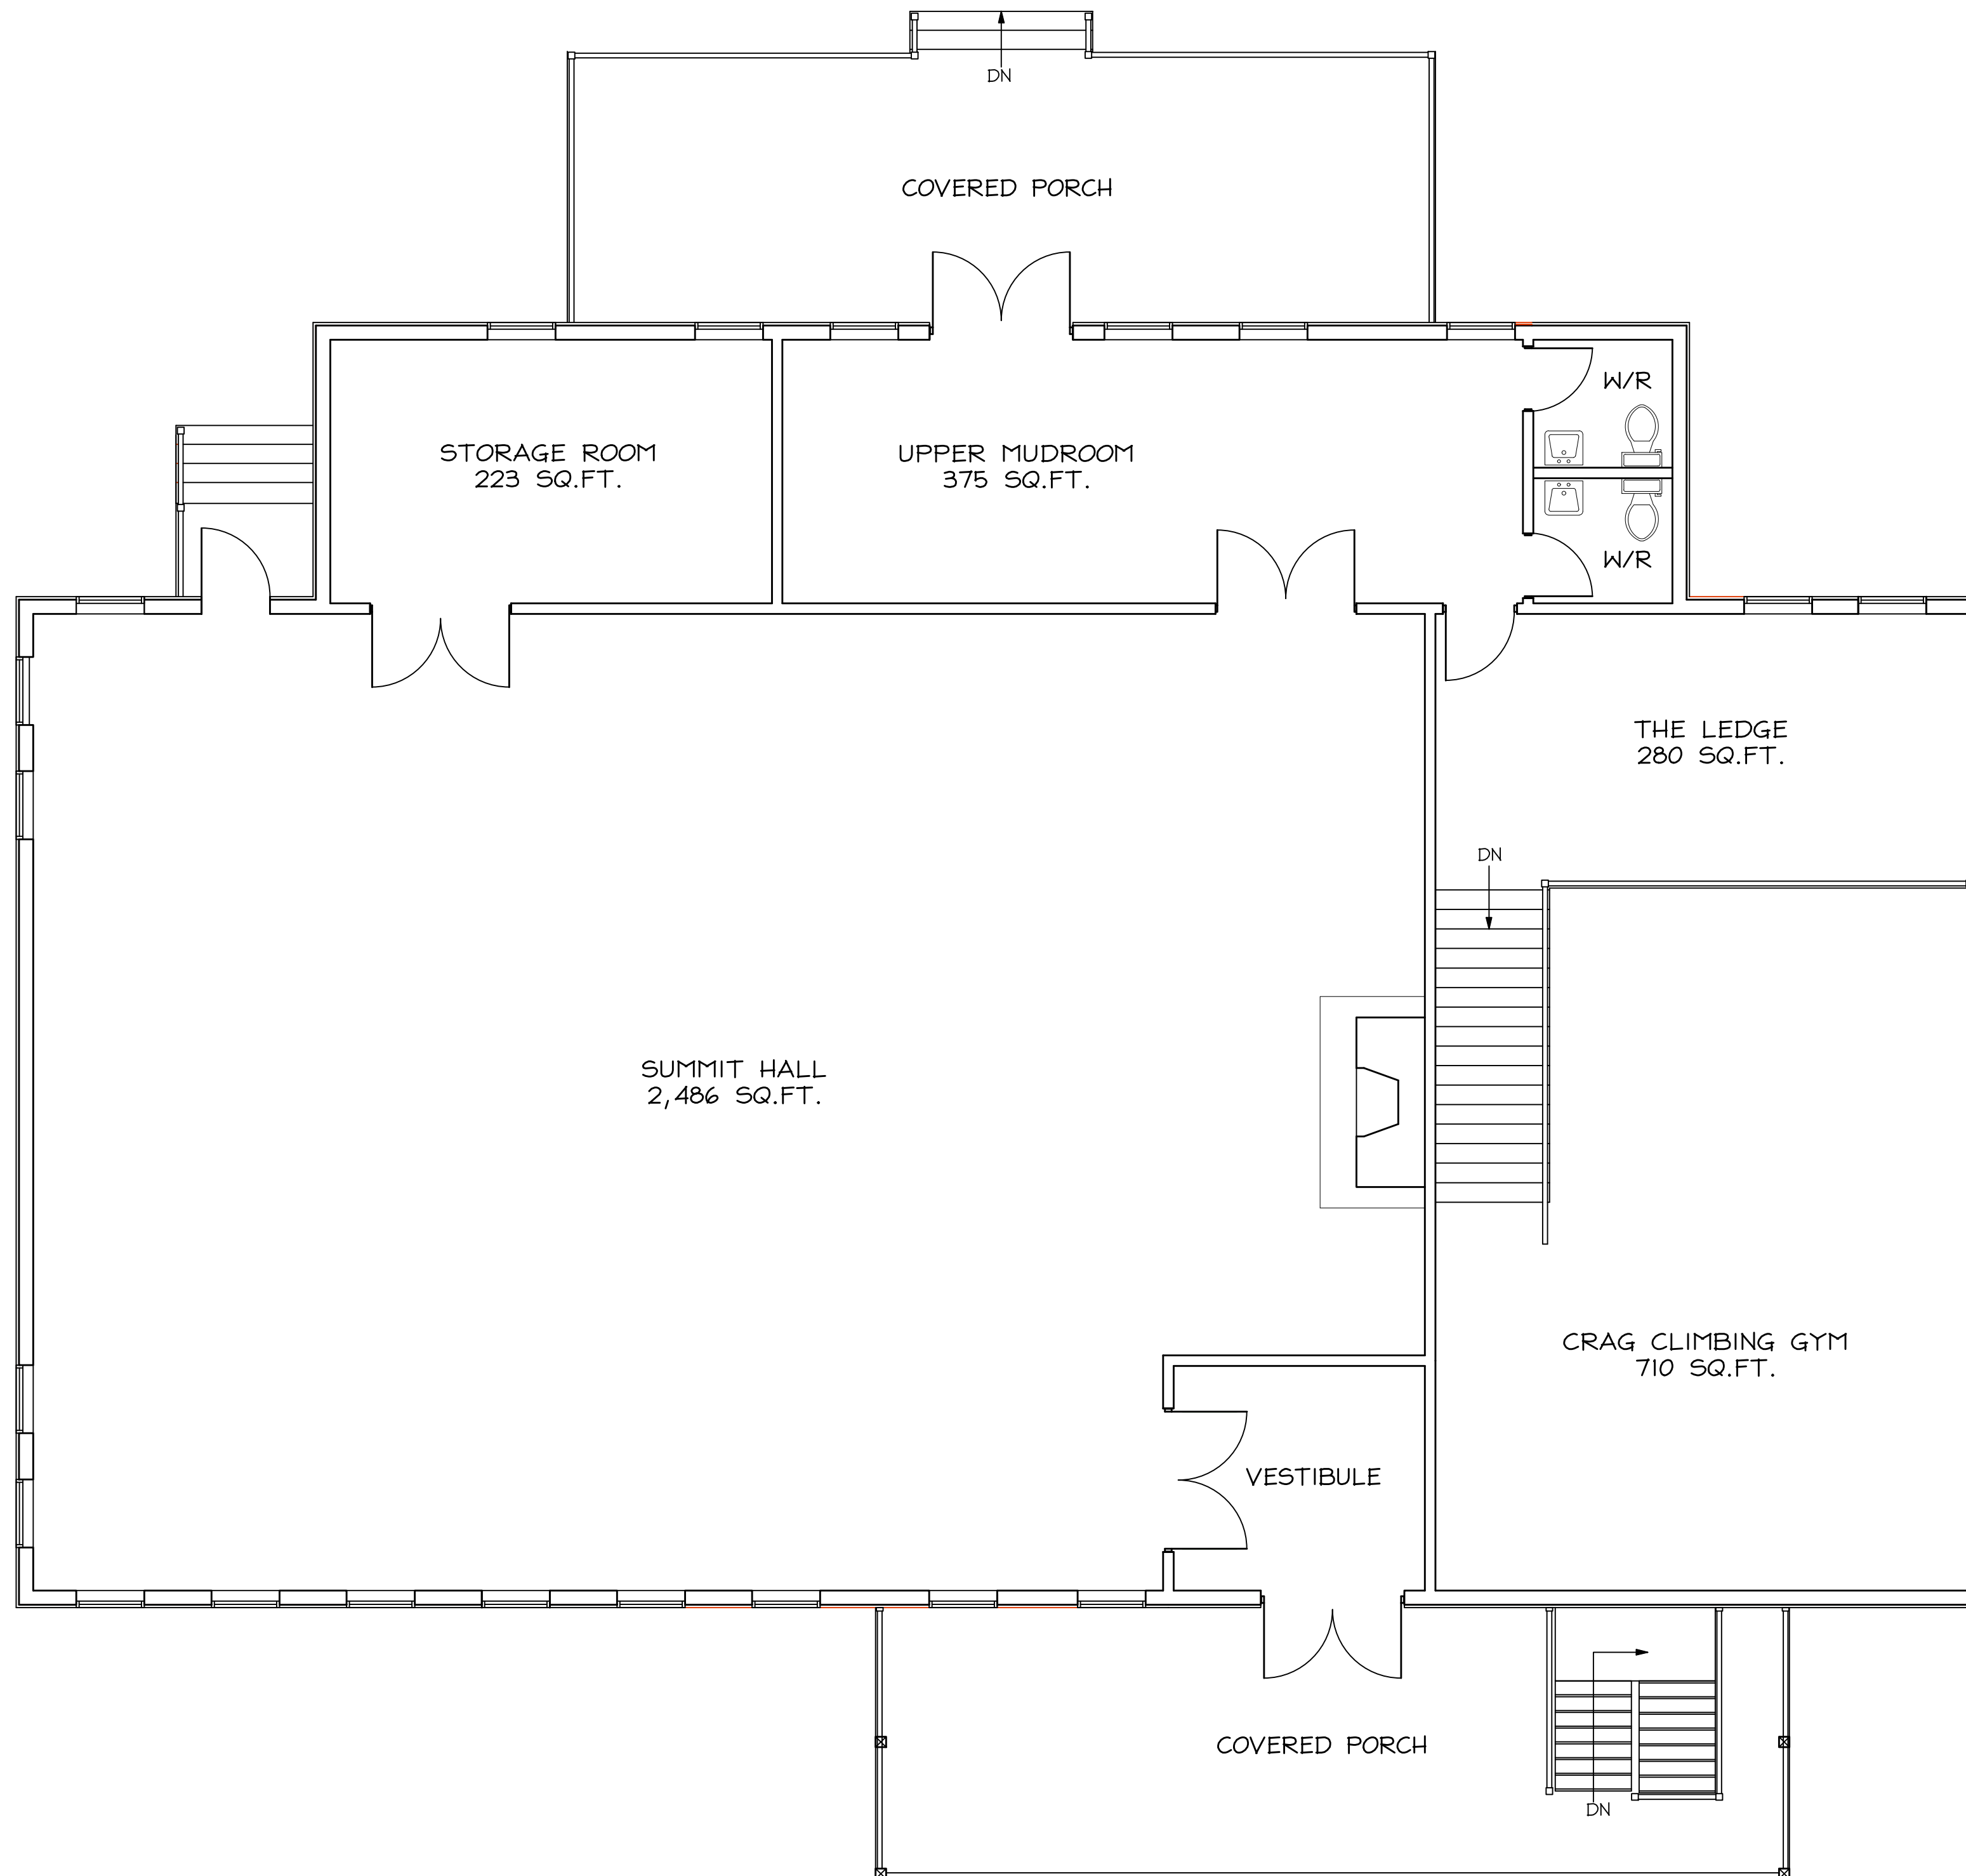 DN
COVERED PORCH
W/R
STORAGE ROOM
223 SQ.FT.
UPPER MUDROOM
375 SQ.FT.
W/R
THE LEDGE
280 SQ.FT.
DN
SUMMIT HALL
2,486 SQ.FT.
CRAG CLIMBING GYM
710 SQ.FT.
VESTIBULE
COVERED PORCH
DN